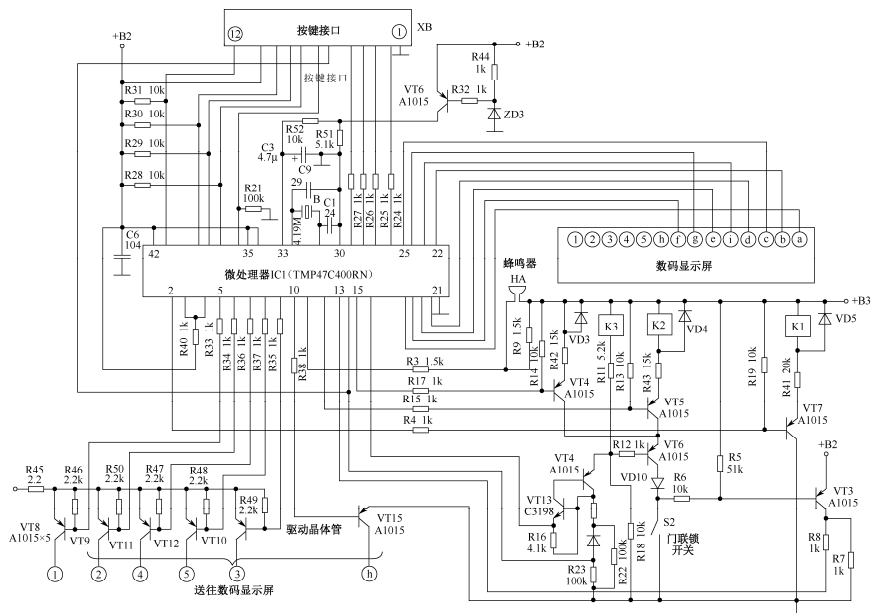 ⑫ 按键接口 ① XB
+B2
+B2
按键接口
R44
1k
VT6
A1015
R32 1k
ZD3
R31 10k
R30 10k
R29 10k
R28 10k
R52
10k
R51
5.1k
C3
4.7μ
+
C9
29
B
C1
24
4.19M
R21
100k
R27 1k
R26 1k
R25 1k
R24 1k
C6
104
42 35 33 30 25 22
微处理器IC1(TMP47C400RN)
2 5 10 13 15 21
① ② ③ ④ ⑤ ⓗ ⓕ ⓖ ⓔ ⓘ ⓓ ⓒ ⓑ ⓐ
数码显示屏
蜂鸣器
HA
+B3
R40 1k
R33 1k
R34 1k
R36 1k
R37 1k
R35 1k
R38 1k
R3 1.5k
R17 1k
R15 1k
R4 1k
R9 1.5k
R14 10k
R42 15k
VD3
VT4
A1015
K3
R11 5.2k
R13 10k
K2
R43 15k
VD4
VT5
A1015
R19 10k
K1
VD5
R41 20k
VT7
A1015
R12 1k
VT6
A1015
VD10
R6
10k
R5
51k
+B2
VT3
A1015
R8
1k
R7
1k
S2
门联锁
开关
VT4
A1015
VT13
C3198
R16
4.1k
R23
100k
R22 100k
R18 10k
R45
2.2
R46
2.2k
R50
2.2k
R47
2.2k
R48
2.2k
R49
2.2k
VT8
A1015×5
VT9
VT11
VT12
VT10
驱动晶体管
VT15
A1015
① ② ④ ⑤ ③ ⓗ
送往数码显示屏